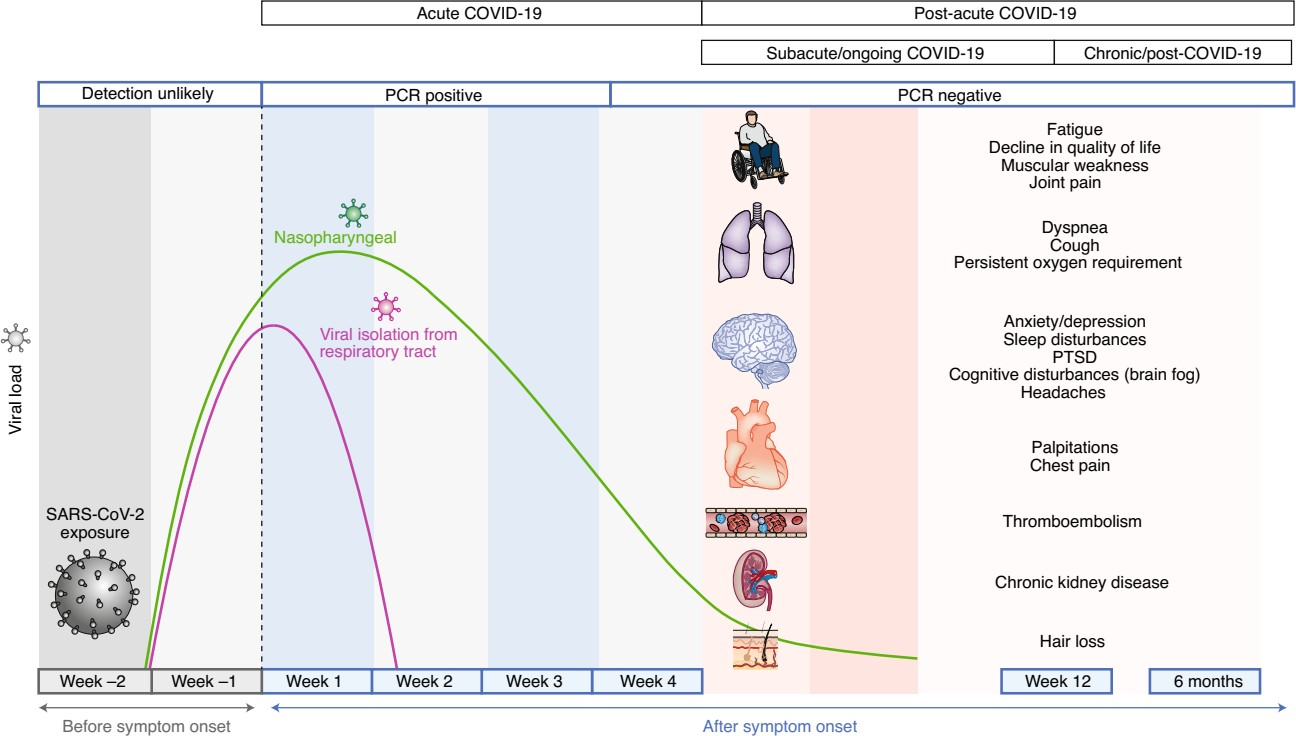 Acute COVID-19
Post-acute COVID-19
Subacute/ongoing COVID-19
Chronic/post-COVID-19
Detection unlikely
PCR positive
PCR negative
Fatigue
Decline in quality of life
Muscular weakness
Joint pain
Nasopharyngeal
Dyspnea
Cough
Persistent oxygen requirement
Viral isolation from
respiratory tract
Anxiety/depression
Sleep disturbances
PTSD
Cognitive disturbances (brain fog)
Headaches
Viral load
Palpitations
Chest pain
SARS-CoV-2
exposure
Thromboembolism
Chronic kidney disease
Hair loss
Week –2
Week –1
Week 1
Week 2
Week 3
Week 4
Week 12
6 months
Before symptom onset
After symptom onset